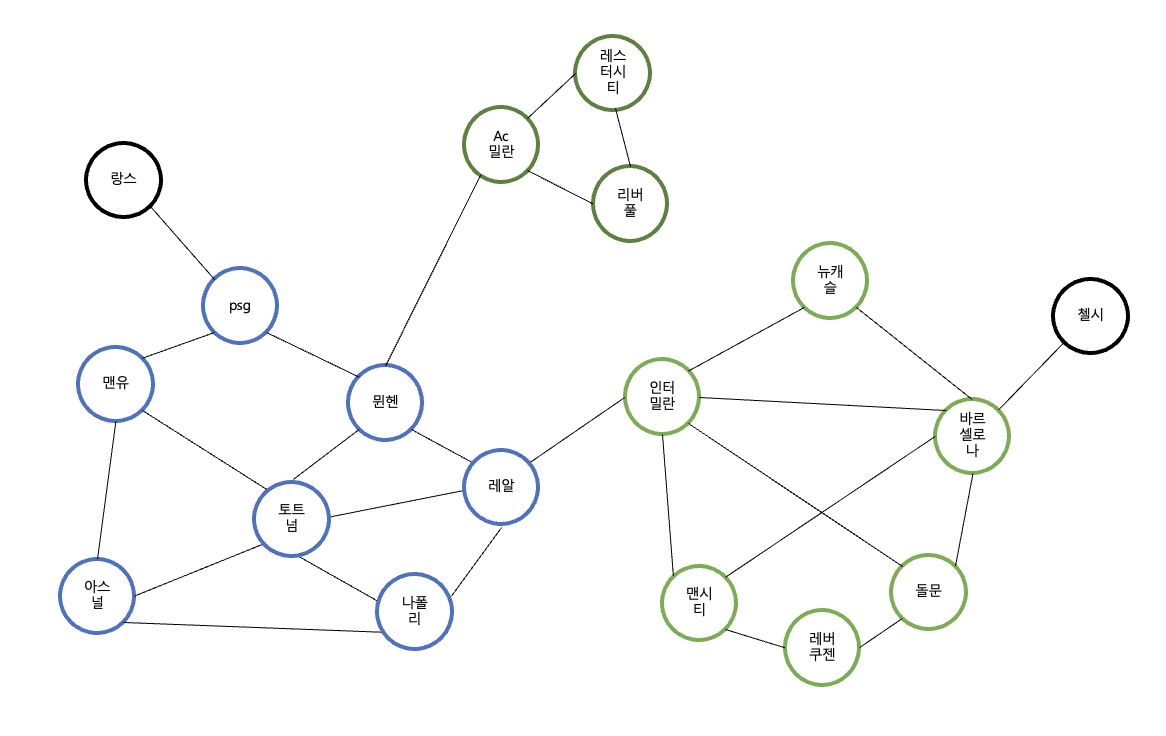 레스
터시
티
Ac
밀란
랑스
리버
풀
뉴캐
슬
psg
첼시
맨유
뮌헨
인터
밀란
바르
셀로
나
레알
토트
넘
아스
널
나폴
리
맨시
티
돌문
레버
쿠젠